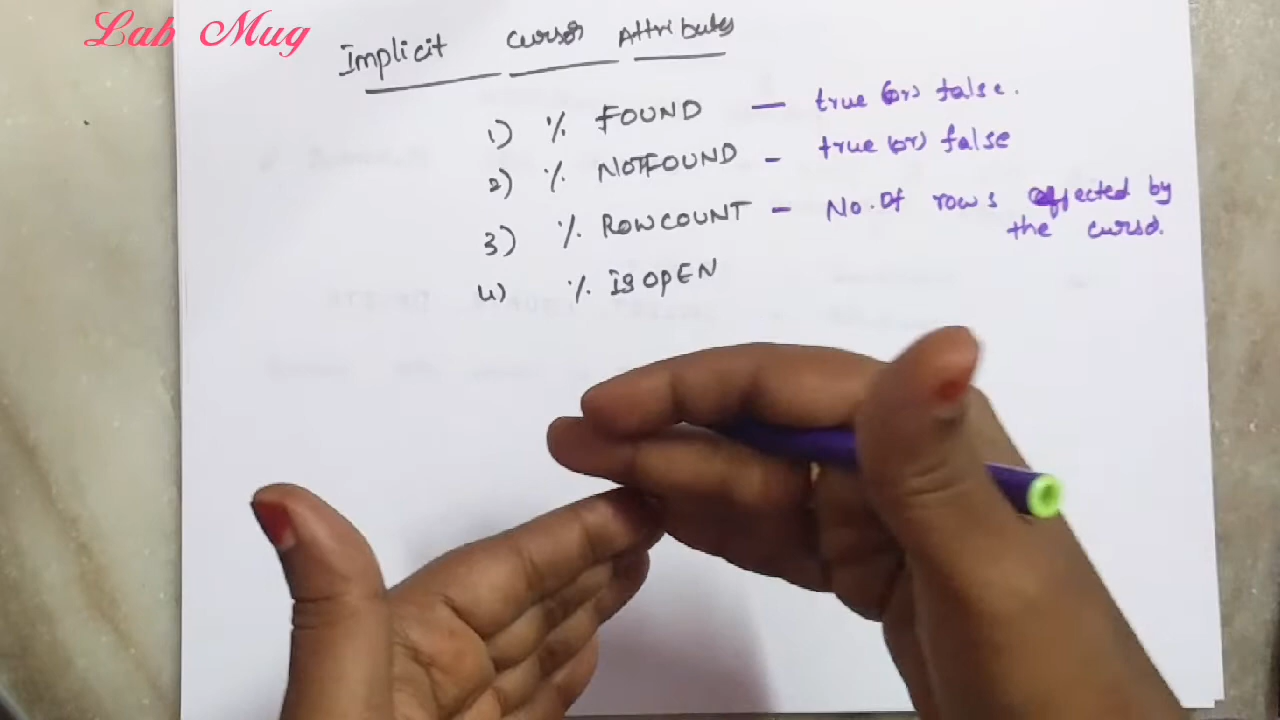 Lab Mug
Implicit cursor Attributes
1) % FOUND — true (or) false.
2) % NOTFOUND - true (or) false
3) % ROWCOUNT - No. Of rows affected by
the cursor.
4) % ISOPEN